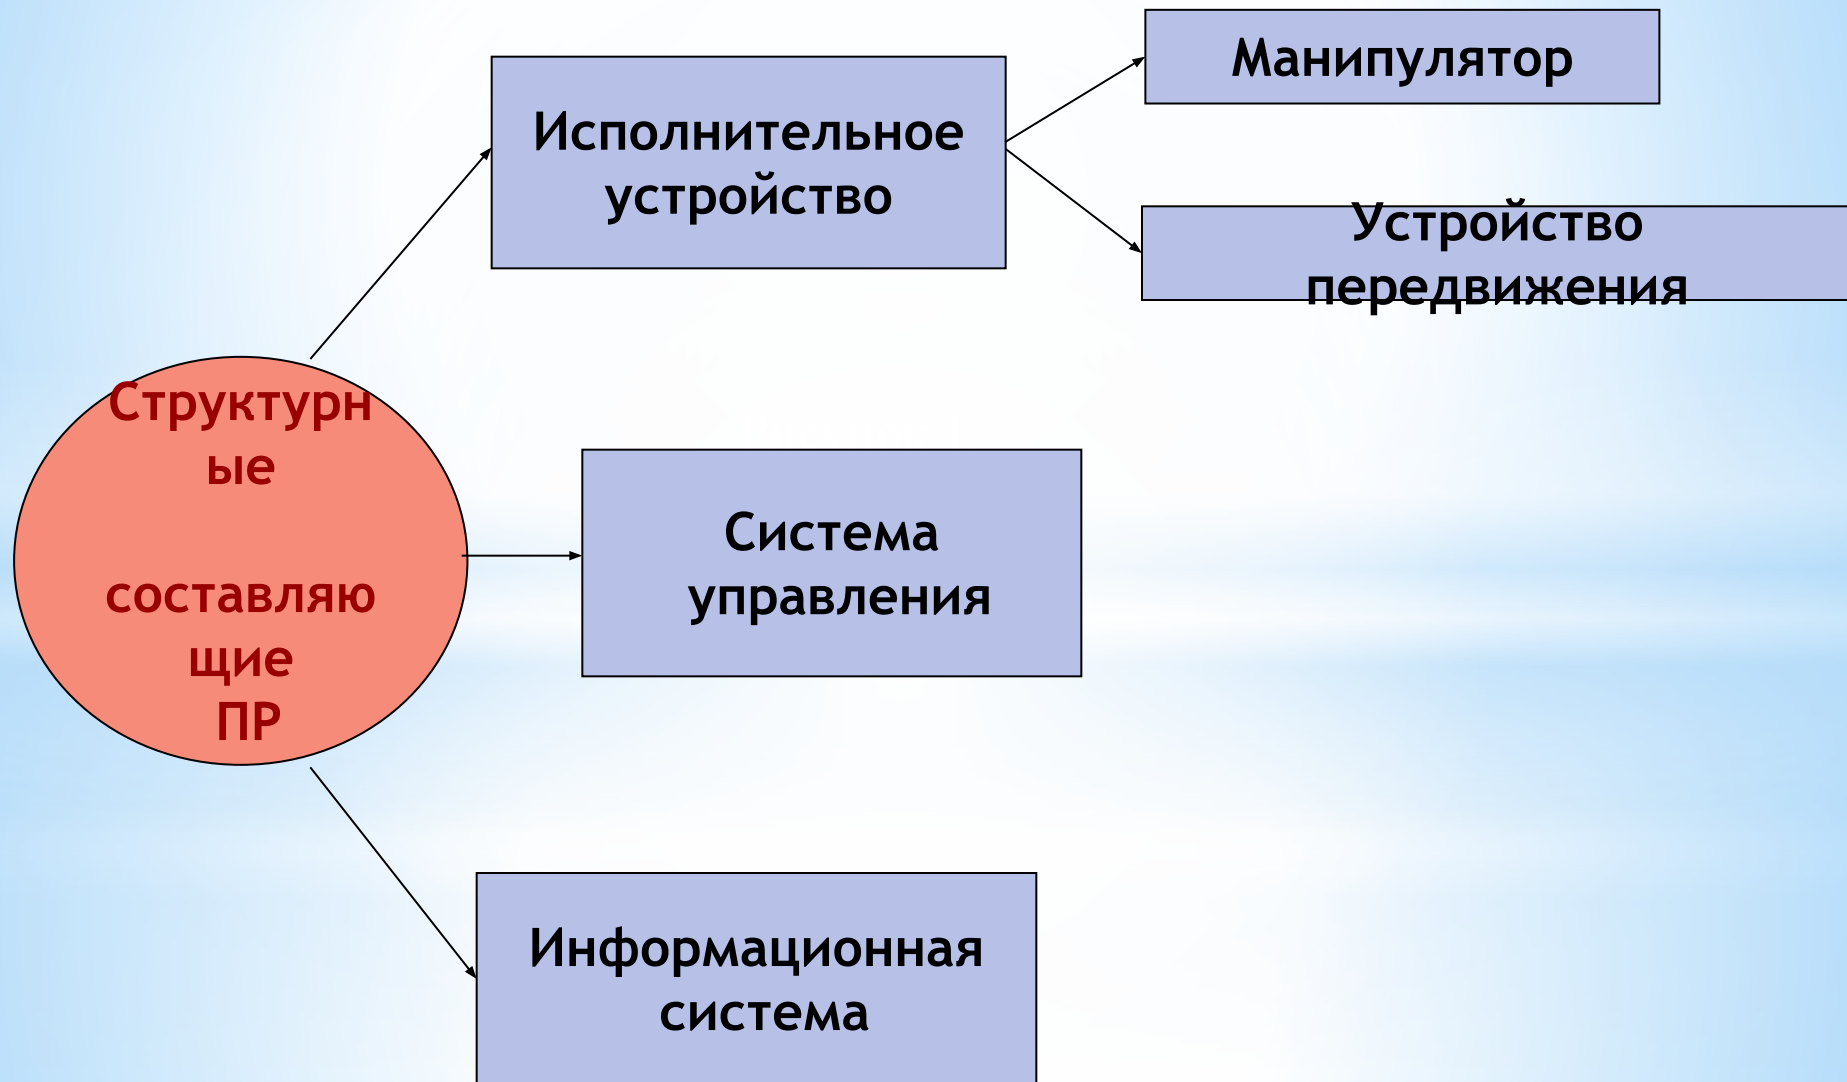 Манипулятор
Исполнительное
устройство
Устройство
передвижения
Структурн
ые
составляю
щие
ПР
Система
управления
Информационная
система